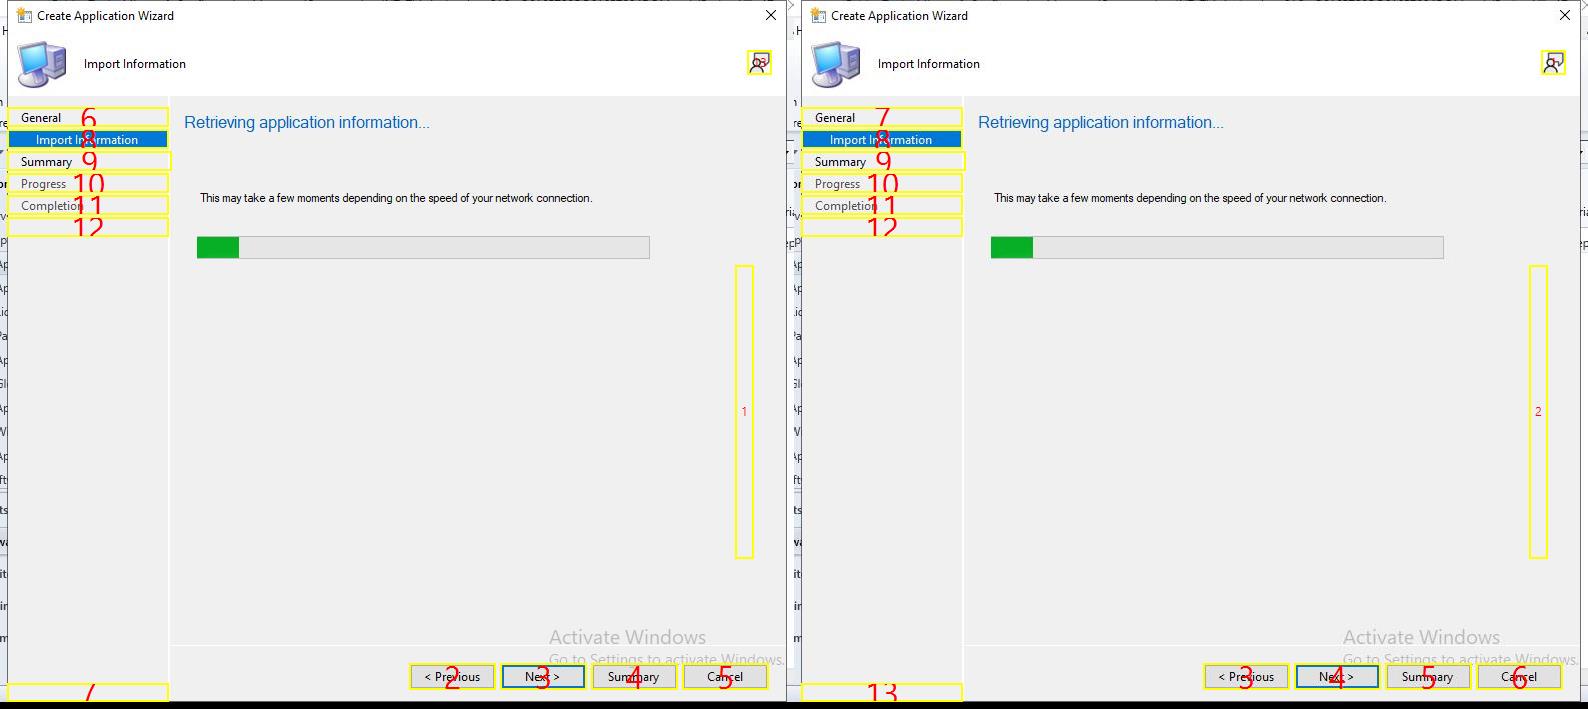 Create Application Wizard
Import Information
13
General 6
Import Information 8
Summary 9
Progress 10
Completion 11
12
Retrieving application information...
This may take a few moments depending on the speed of your network connection.
1
Activate Windows
Go to Settings to activate Windows.
< Previous 2
Next > 3
Summary 4
Cancel 5
7
Create Application Wizard
Import Information
General 7
Import Information 8
Summary 9
Progress 10
Completion 11
12
Retrieving application information...
This may take a few moments depending on the speed of your network connection.
2
Activate Windows
Go to Settings to activate Windows.
< Previous 3
Next > 4
Summary 5
Cancel 6
13